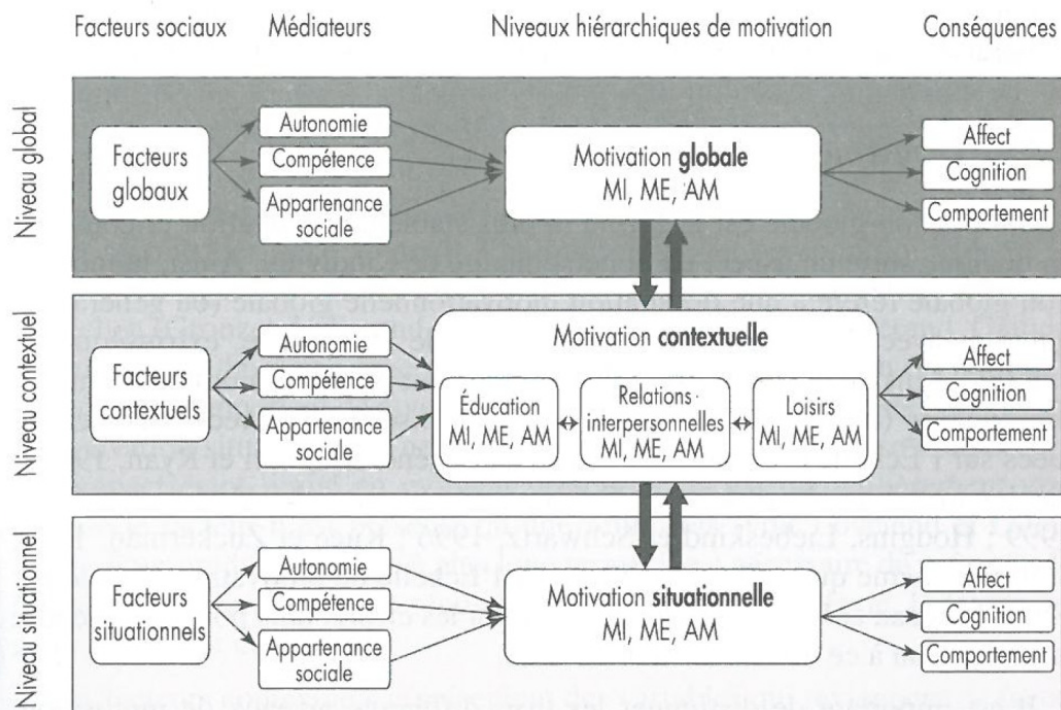 Facteurs sociaux
Médiateurs
Niveaux hiérarchiques de motivation
Conséquences
Niveau global
Facteurs
globaux
Autonomie
Compétence
Appartenance
sociale
Motivation globale
MI, ME, AM
Affect
Cognition
Comportement
Niveau contextuel
Facteurs
contextuels
Autonomie
Compétence
Appartenance
sociale
Motivation contextuelle
Éducation
MI, ME, AM
Relations
interpersonnelles
MI, ME, AM
Loisirs
MI, ME, AM
Affect
Cognition
Comportement
Niveau situationnel
Facteurs
situationnels
Autonomie
Compétence
Appartenance
sociale
Motivation situationnelle
MI, ME, AM
Affect
Cognition
Comportement